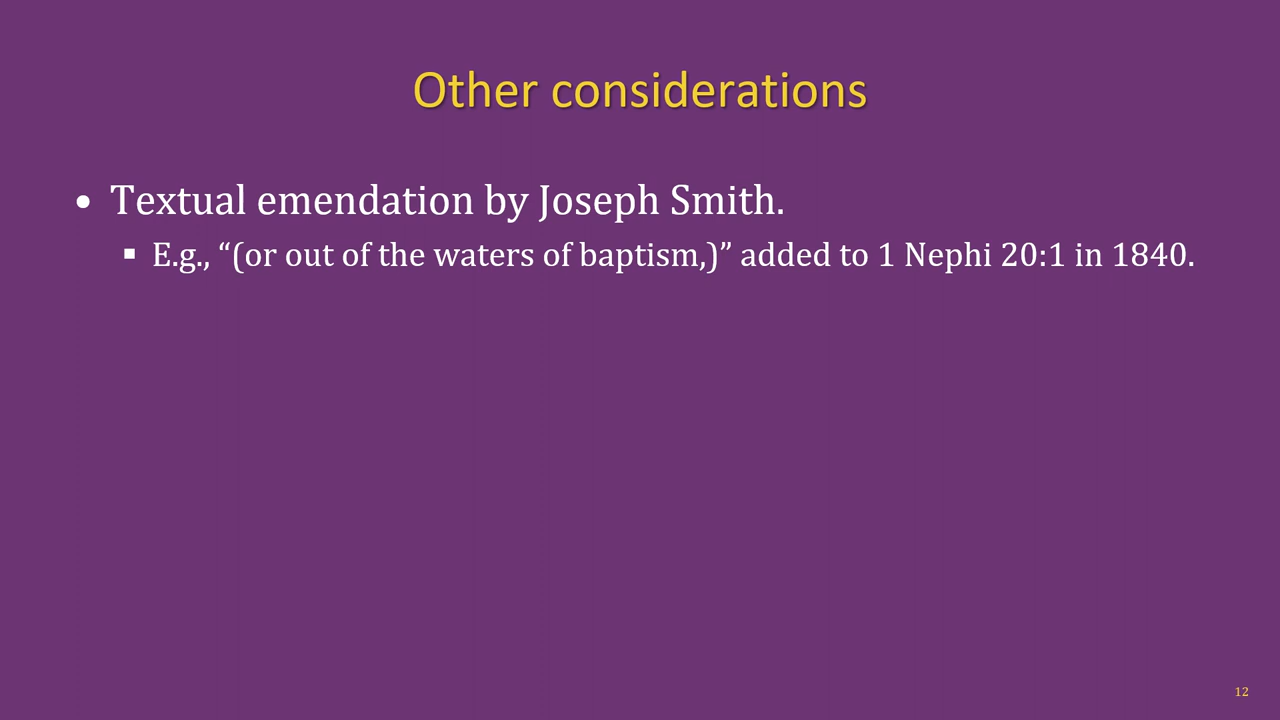 Other considerations
• Textual emendation by Joseph Smith.
▪ E.g., “(or out of the waters of baptism,)” added to 1 Nephi 20:1 in 1840.
12